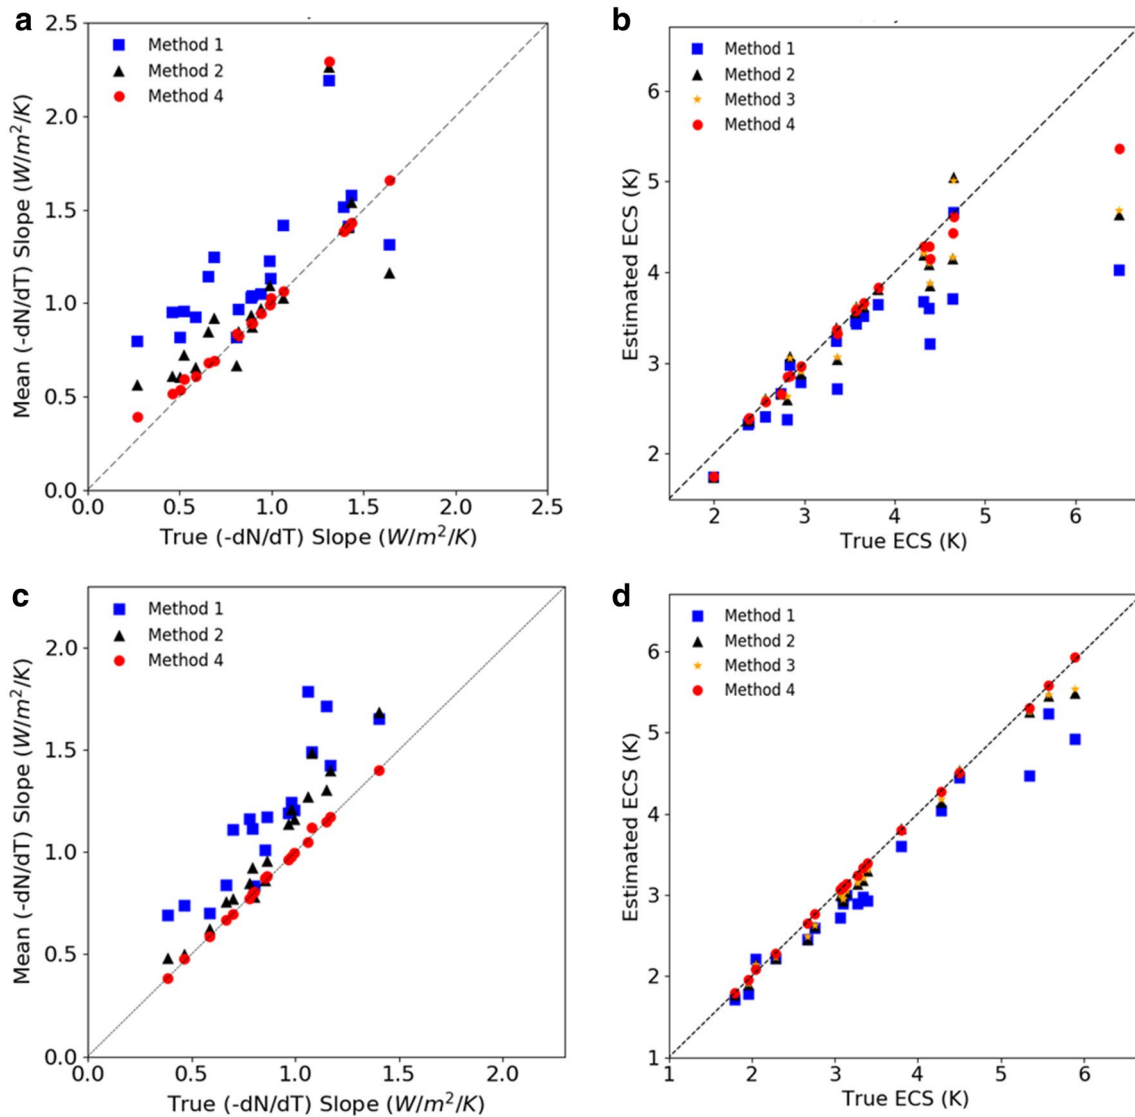 a
2.5
Method 1
Method 2
Method 4
2.0
1.5
1.0
0.5
0.0
Mean (-dN/dT) Slope (W/m²/K)
0.0 0.5 1.0 1.5 2.0 2.5
True (-dN/dT) Slope (W/m²/K)
b
Method 1
Method 2
Method 3
Method 4
6
5
4
3
2
Estimated ECS (K)
2 3 4 5 6
True ECS (K)
c
Method 1
Method 2
Method 4
2.0
1.5
1.0
0.5
0.0
Mean (-dN/dT) Slope (W/m²/K)
0.0 0.5 1.0 1.5 2.0
True (-dN/dT) Slope (W/m²/K)
d
Method 1
Method 2
Method 3
Method 4
6
5
4
3
2
1
Estimated ECS (K)
1 2 3 4 5 6
True ECS (K)